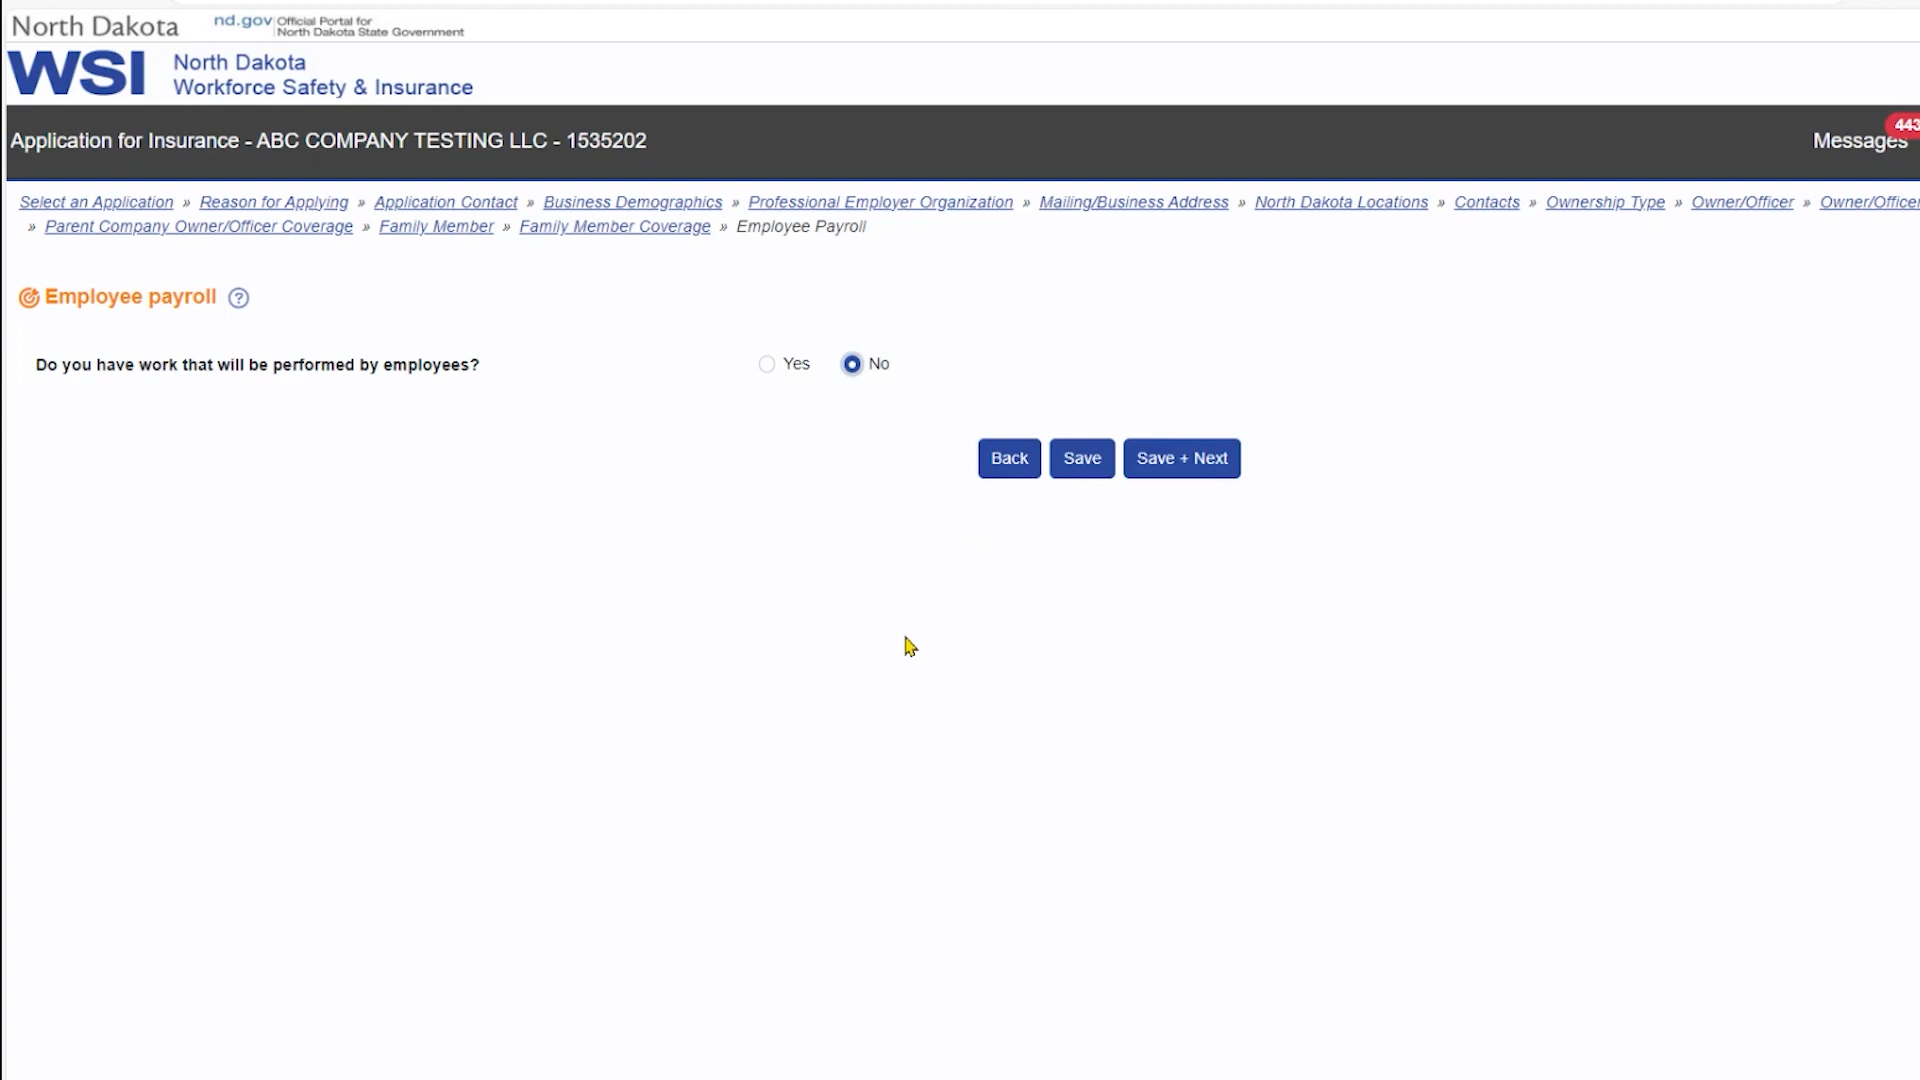 North Dakota nd.gov Official Portal for
North Dakota State Government
WSI North Dakota
Workforce Safety & Insurance
Application for Insurance - ABC COMPANY TESTING LLC - 1535202 Messages 443
Select an Application » Reason for Applying » Application Contact » Business Demographics » Professional Employer Organization » Mailing/Business Address » North Dakota Locations » Contacts » Ownership Type » Owner/Officer » Owner/Officer
» Parent Company Owner/Officer Coverage » Family Member » Family Member Coverage » Employee Payroll
Employee payroll ?
Do you have work that will be performed by employees? Yes No
Back Save Save + Next